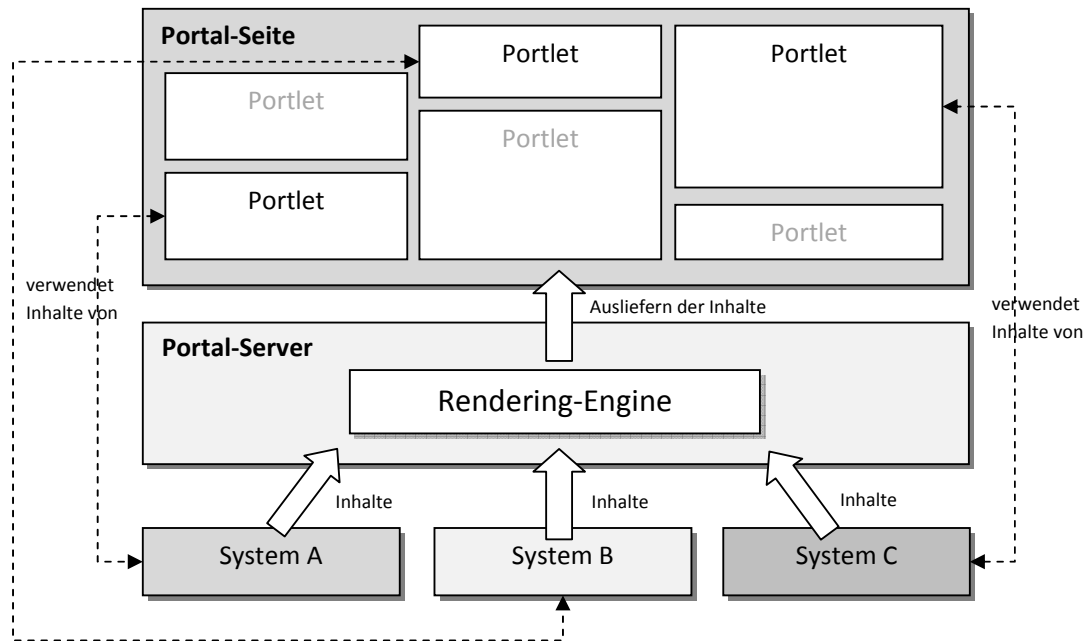 Portal-Seite
Portlet
Portlet
Portlet
Portlet
Portlet
Portlet
verwendet
Inhalte von
Ausliefern der Inhalte
verwendet
Inhalte von
Portal-Server
Rendering-Engine
Inhalte
Inhalte
Inhalte
System A
System B
System C